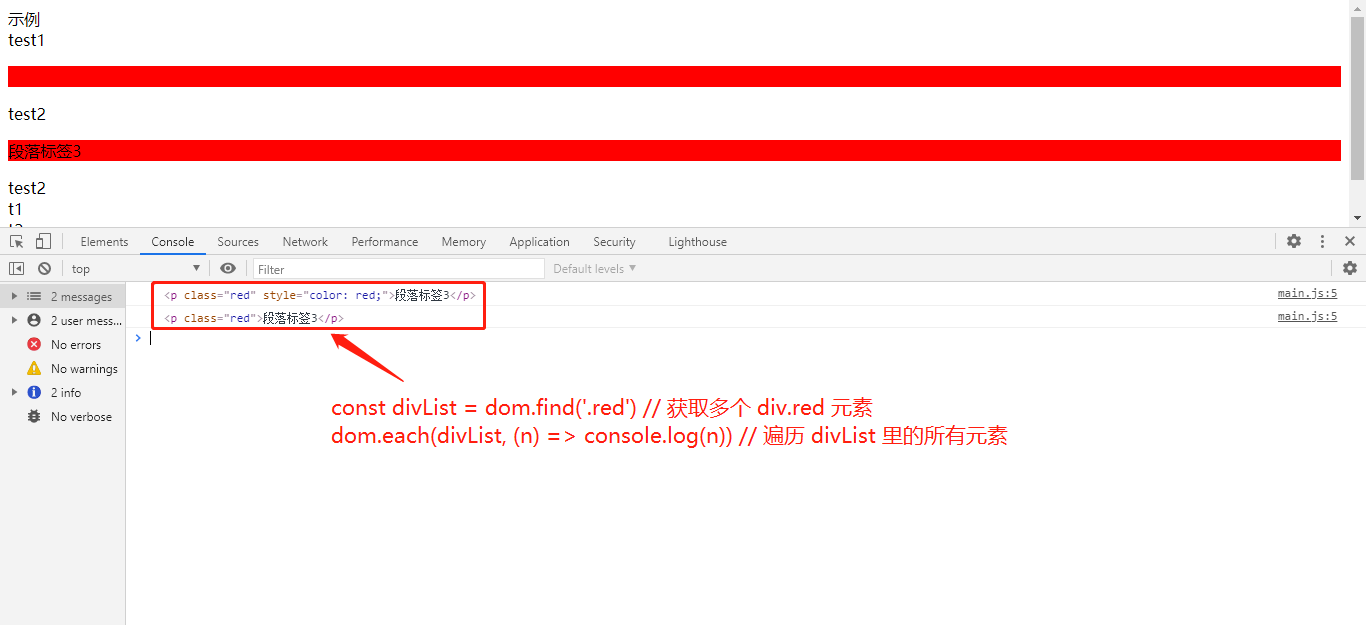 示例
test1
test2
段落标签3
test2
t1
Elements Console Sources Network Performance Memory Application Security Lighthouse
top Filter Default levels
2 messages
2 user mess...
No errors
No warnings
2 info
No verbose
<p class="red" style="color: red;">段落标签3</p> main.js:5
<p class="red">段落标签3</p> main.js:5
const divList = dom.find('.red') // 获取多个 div.red 元素
dom.each(divList, (n) => console.log(n)) // 遍历 divList 里的所有元素